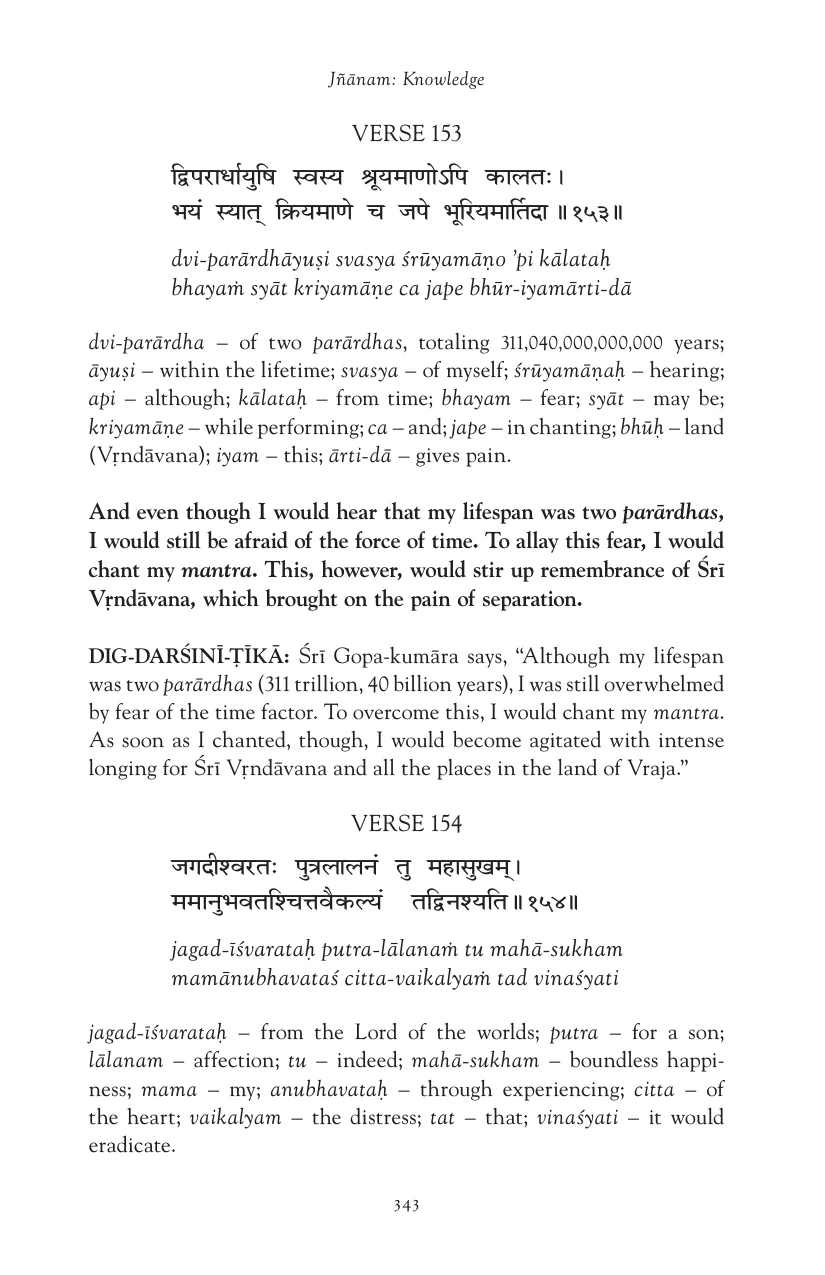 Jñānam: Knowledge
VERSE 153
द्विपरार्धायुषि स्वस्य श्रूयमाणोऽपि कालतः।
भयं स्यात् क्रियमाणे च जपे भूरियमार्तिदा॥१५३॥
dvi-parārdhāyuṣi svasya śrūyamāṇo ’pi kālataḥ
bhayaṁ syāt kriyamāṇe ca jape bhūr-iyamārti-dā
dvi-parārdha – of two parārdhas, totaling 311,040,000,000,000 years;
āyuṣi – within the lifetime; svasya – of myself; śrūyamāṇaḥ – hearing;
api – although; kālataḥ – from time; bhayam – fear; syāt – may be;
kriyamāṇe – while performing; ca – and; jape – in chanting; bhūḥ – land
(Vṛndāvana); iyam – this; ārti-dā – gives pain.
And even though I would hear that my lifespan was two parārdhas,
I would still be afraid of the force of time. To allay this fear, I would
chant my mantra. This, however, would stir up remembrance of Śrī
Vṛndāvana, which brought on the pain of separation.
DIG-DARŚINĪ-ṬĪKĀ: Śrī Gopa-kumāra says, “Although my lifespan
was two parārdhas (311 trillion, 40 billion years), I was still overwhelmed
by fear of the time factor. To overcome this, I would chant my mantra.
As soon as I chanted, though, I would become agitated with intense
longing for Śrī Vṛndāvana and all the places in the land of Vraja.”
VERSE 154
जगदीश्वरतः पुत्रलालनं तु महासुखम्।
ममानुभवतश्चित्तवैकल्यं तद्विनश्यति॥१५४॥
jagad-īśvarataḥ putra-lālanaṁ tu mahā-sukham
mamānubhavataś citta-vaikalyaṁ tad vinaśyati
jagad-īśvarataḥ – from the Lord of the worlds; putra – for a son;
lālanam – affection; tu – indeed; mahā-sukham – boundless happi-
ness; mama – my; anubhavataḥ – through experiencing; citta – of
the heart; vaikalyam – the distress; tat – that; vinaśyati – it would
eradicate.
343